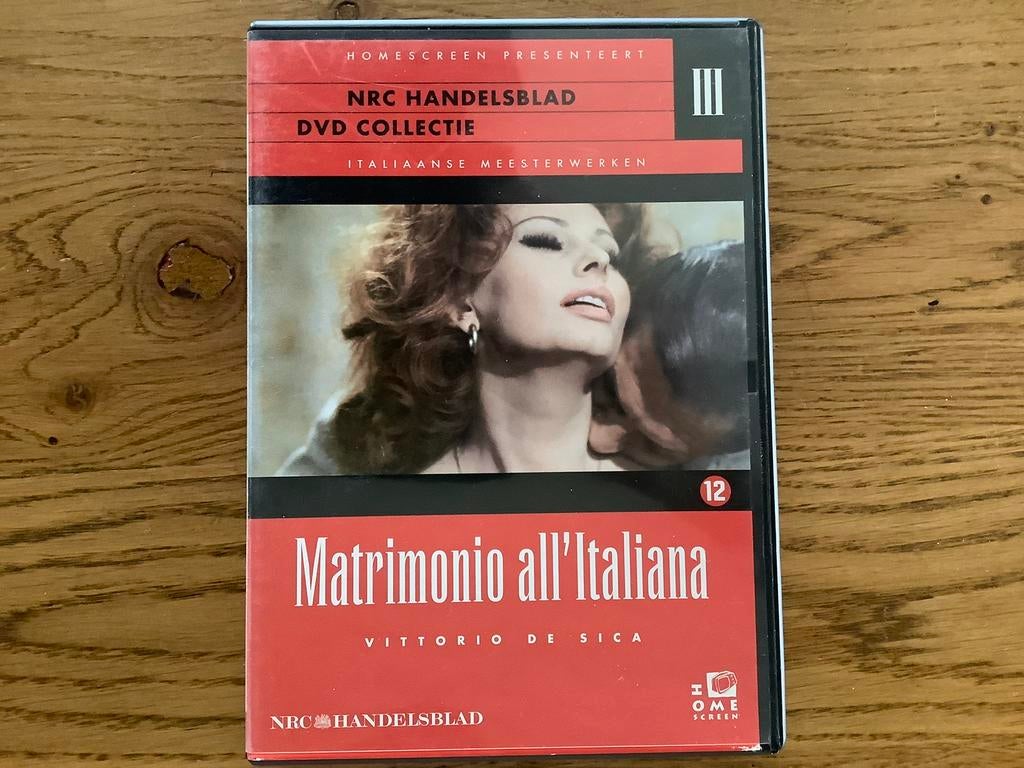 HOMESCREEN PRESENTEERT
NRC HANDELSBLAD
DVD COLLECTIE
III
ITALIAANSE MEESTERWERKEN
12
Matrimonio all'Italiana
VITTORIO DE SICA
NRC HANDELSBLAD
HOME
SCREEN